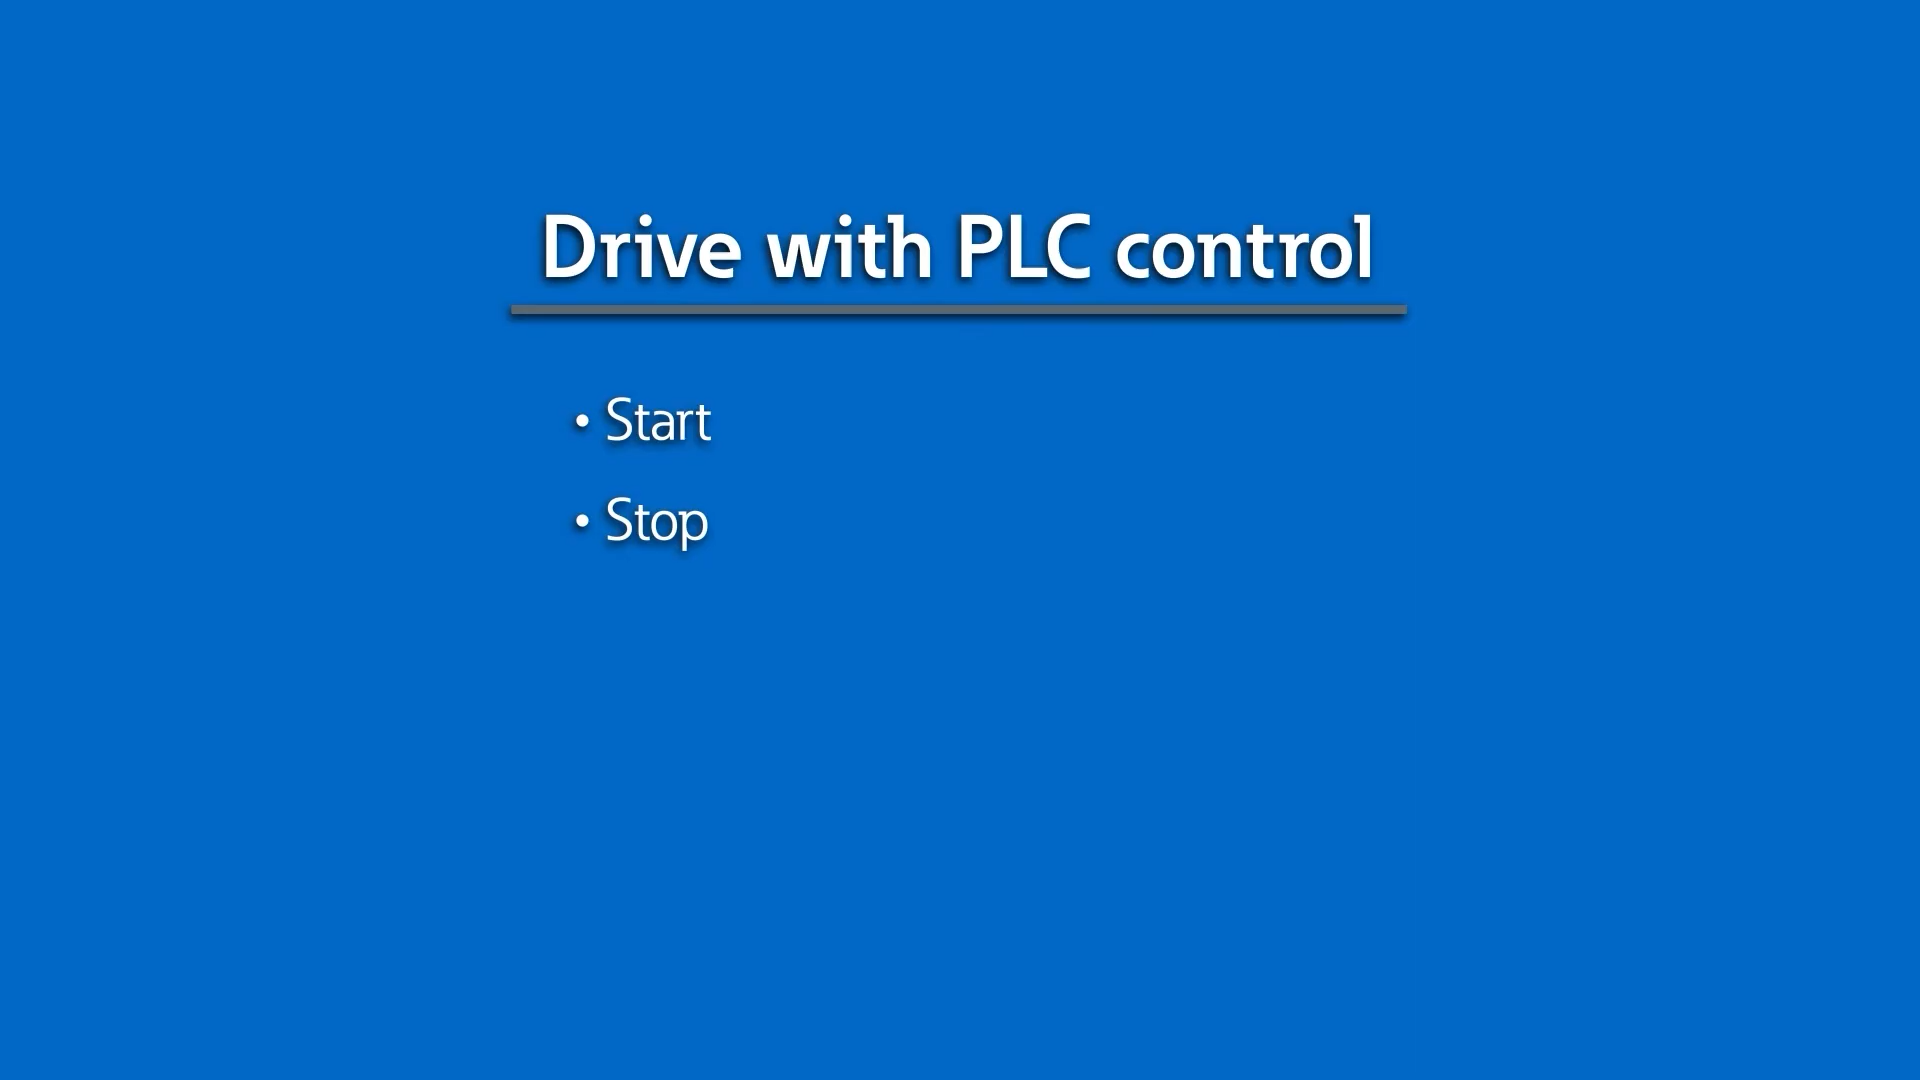 Drive with PLC control
• Start
• Stop